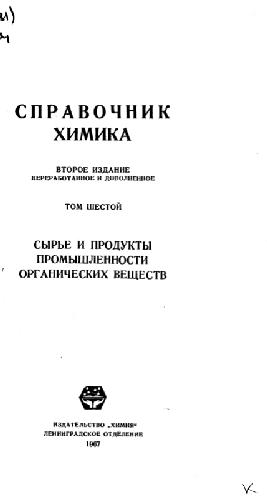 СПРАВОЧНИК
ХИМИКА
ВТОРОЕ ИЗДАНИЕ
ПЕРЕРАБОТАННОЕ И ДОПОЛНЕННОЕ
ТОМ ШЕСТОЙ
СЫРЬЕ И ПРОДУКТЫ
ПРОМЫШЛЕННОСТИ
ОРГАНИЧЕСКИХ ВЕЩЕСТВ
ИЗДАТЕЛЬСТВО „ХИМИЯ"
ЛЕНИНГРАДСКОЕ ОТДЕЛЕНИЕ
1967